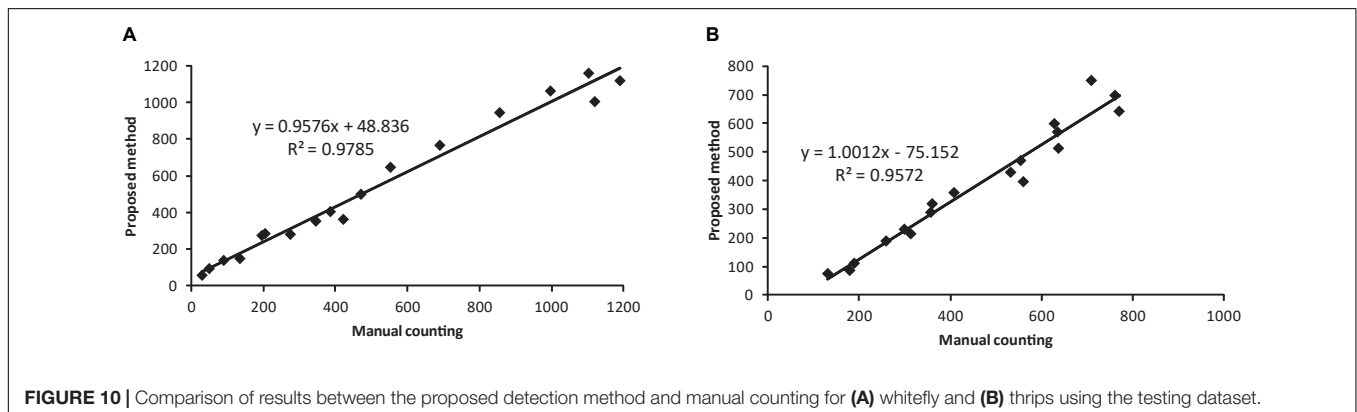 A
1200
1000
800
600
400
200
0
Proposed method
y = 0.9576x + 48.836
R² = 0.9785
0 200 400 600 800 1000 1200
Manual counting
B
800
700
600
500
400
300
200
100
0
Proposed method
y = 1.0012x - 75.152
R² = 0.9572
0 200 400 600 800 1000
Manual counting
FIGURE 10 | Comparison of results between the proposed detection method and manual counting for (A) whitefly and (B) thrips using the testing dataset.